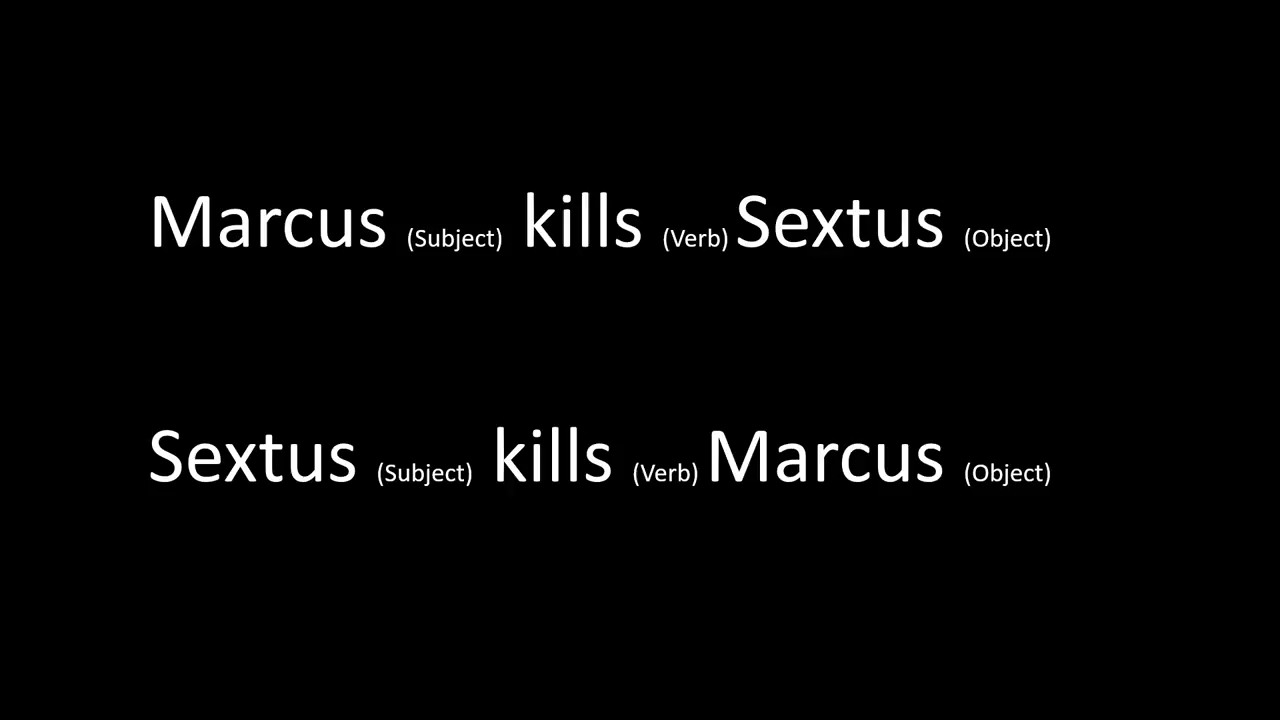 Marcus (Subject) kills (Verb) Sextus (Object)
Sextus (Subject) kills (Verb) Marcus (Object)